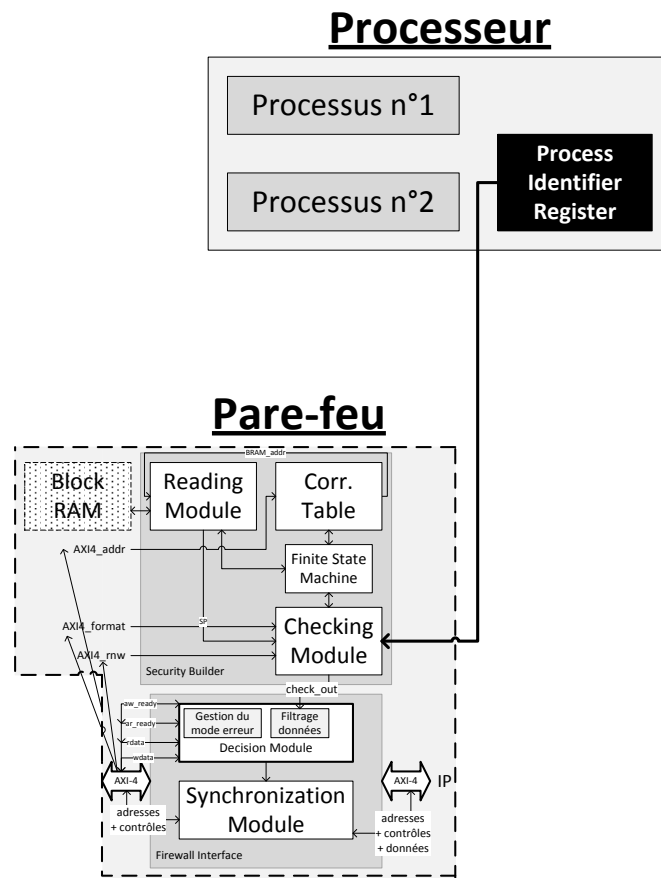 Processeur
Processus n°1
Processus n°2
Process
Identifier
Register
Pare-feu
BRAM_addr
Block
RAM
Reading
Module
Corr.
Table
AXI4_addr
Finite State
Machine
AXI4_format
SP
Checking
Module
AXI4_rnw
Security Builder
check_out
aw_ready
ar_ready
rdata
wdata
Gestion du
mode erreur
Filtrage
données
Decision Module
AXI-4
AXI-4
IP
Synchronization
Module
adresses
+ contrôles
adresses
+ contrôles
+ données
Firewall Interface